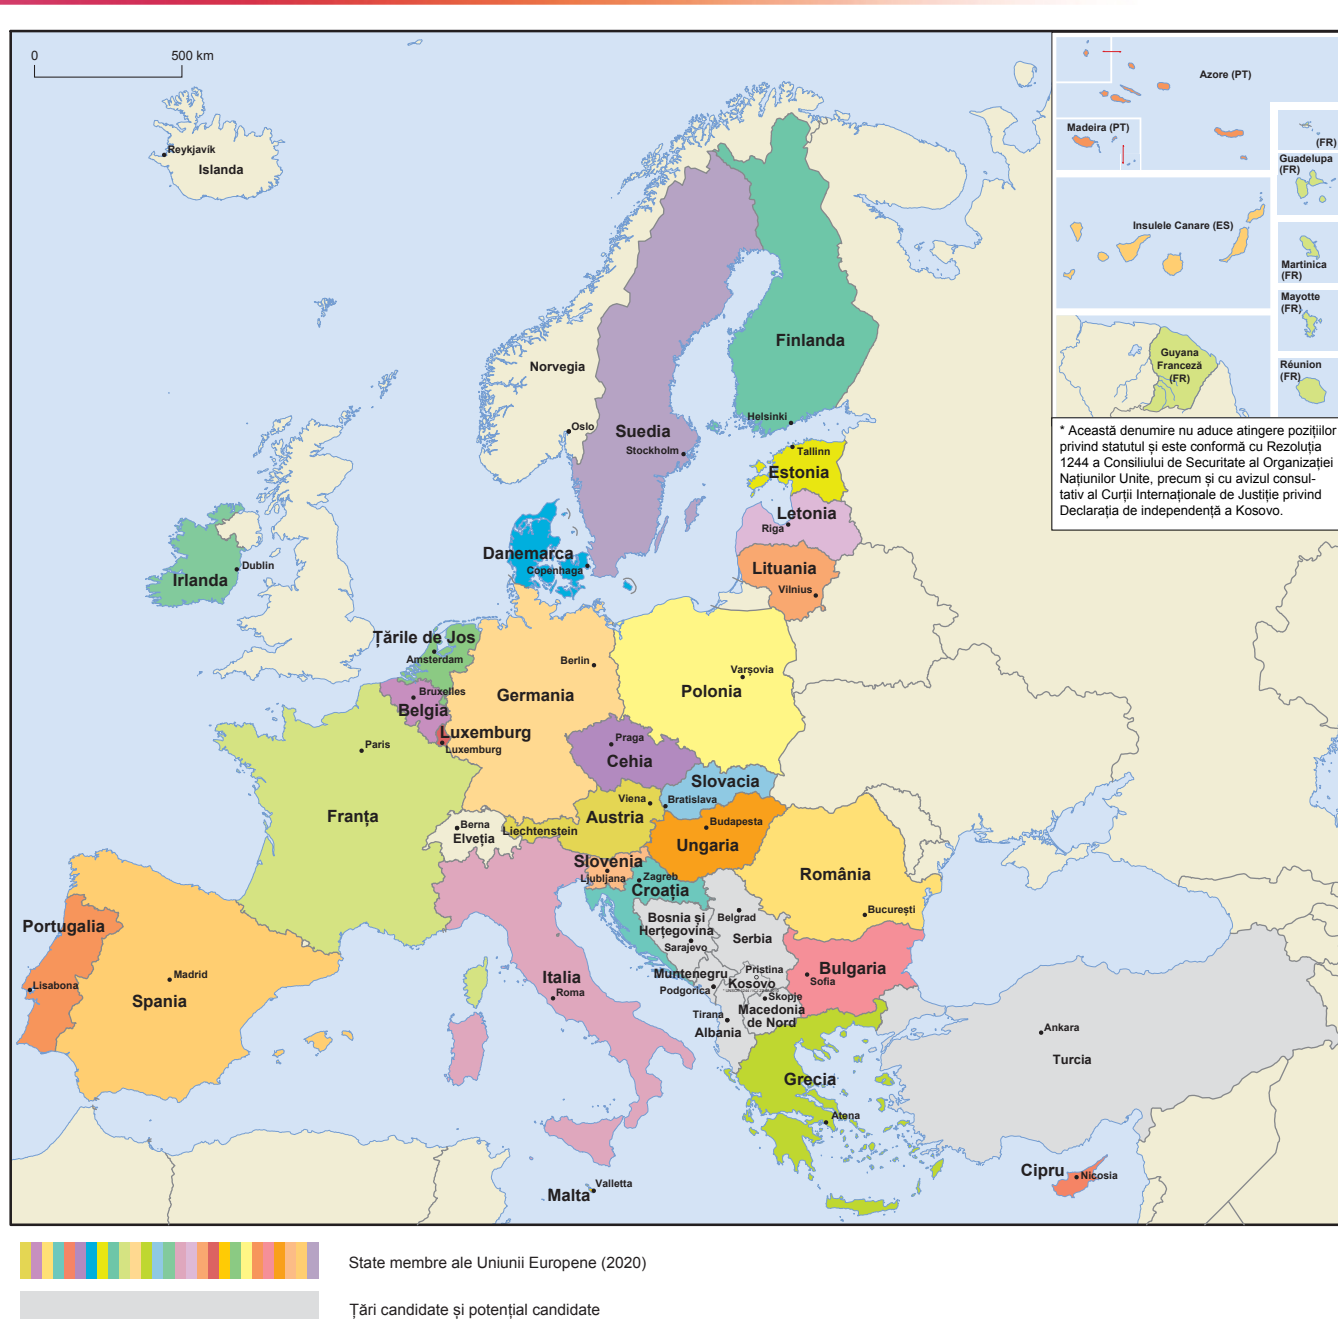 0 500 km
Reykjavík
Islanda
Azore (PT)
Madeira (PT)
(FR)
Guadelupa
(FR)
Insulele Canare (ES)
Martinica
(FR)
Mayotte
(FR)
Guyana
Franceză
(FR)
Réunion
(FR)
* Această denumire nu aduce atingere pozițiilor
privind statutul și este conformă cu Rezoluția
1244 a Consiliului de Securitate al Organizației
Națiunilor Unite, precum și cu avizul consul-
tativ al Curții Internaționale de Justiție privind
Declarația de independență a Kosovo.
Finlanda
Helsinki
Norvegia
Oslo
Suedia
Stockholm
Tallinn
Estonia
Letonia
Riga
Lituania
Vilnius
Danemarca
Copenhaga
Dublin
Irlanda
Țările de Jos
Amsterdam
Berlin
Germania
Varșovia
Polonia
Bruxelles
Belgia
Luxemburg
Luxemburg
Paris
Franța
Praga
Cehia
Slovacia
Bratislava
Viena
Austria
Liechtenstein
Berna
Elveția
Budapesta
Ungaria
Slovenia
Ljubljana
Zagreb
Croația
România
București
Bosnia și
Herțegovina
Sarajevo
Belgrad
Serbia
Muntenegru
Podgorica
Pristina
Kosovo
Bulgaria
Sofia
Skopje
Macedonia
de Nord
Tirana
Albania
Portugalia
Lisabona
Madrid
Spania
Italia
Roma
Grecia
Atena
Ankara
Turcia
Cipru
Nicosia
Malta
Valletta
State membre ale Uniunii Europene (2020)
Țări candidate și potențial candidate